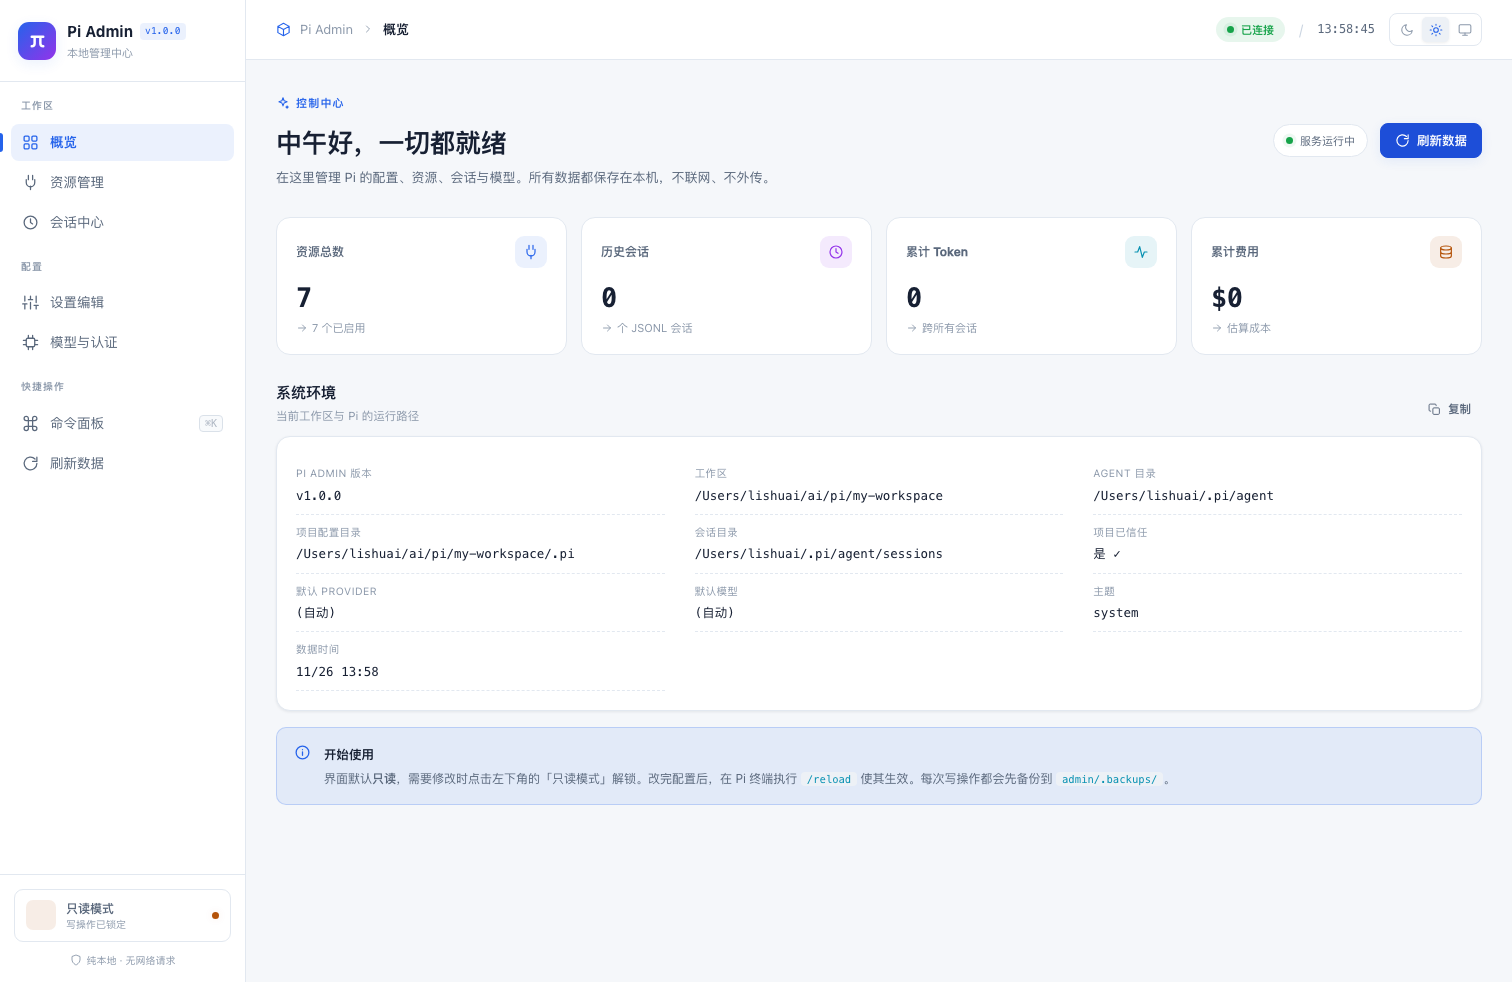 π
Pi Admin v1.0.0
本地管理中心
工作区
概览
资源管理
会话中心
配置
设置编辑
模型与认证
快捷操作
命令面板 ⌘K
刷新数据
只读模式
写操作已锁定
纯本地 · 无网络请求
Pi Admin > 概览
已连接 / 13:58:45
控制中心
中午好，一切都就绪
在这里管理 Pi 的配置、资源、会话与模型。所有数据都保存在本机，不联网、不外传。
服务运行中
刷新数据
资源总数
7
→ 7 个已启用
历史会话
0
→ 个 JSONL 会话
累计 Token
0
→ 跨所有会话
累计费用
$0
→ 估算成本
系统环境
当前工作区与 Pi 的运行路径
复制
PI ADMIN 版本
v1.0.0
工作区
/Users/lishuai/ai/pi/my-workspace
AGENT 目录
/Users/lishuai/.pi/agent
项目配置目录
/Users/lishuai/ai/pi/my-workspace/.pi
会话目录
/Users/lishuai/.pi/agent/sessions
项目已信任
是 ✓
默认 PROVIDER
(自动)
默认模型
(自动)
主题
system
数据时间
11/26 13:58
开始使用
界面默认只读，需要修改时点击左下角的「只读模式」解锁。改完配置后，在 Pi 终端执行 /reload 使其生效。每次写操作都会先备份到 admin/.backups/ 。